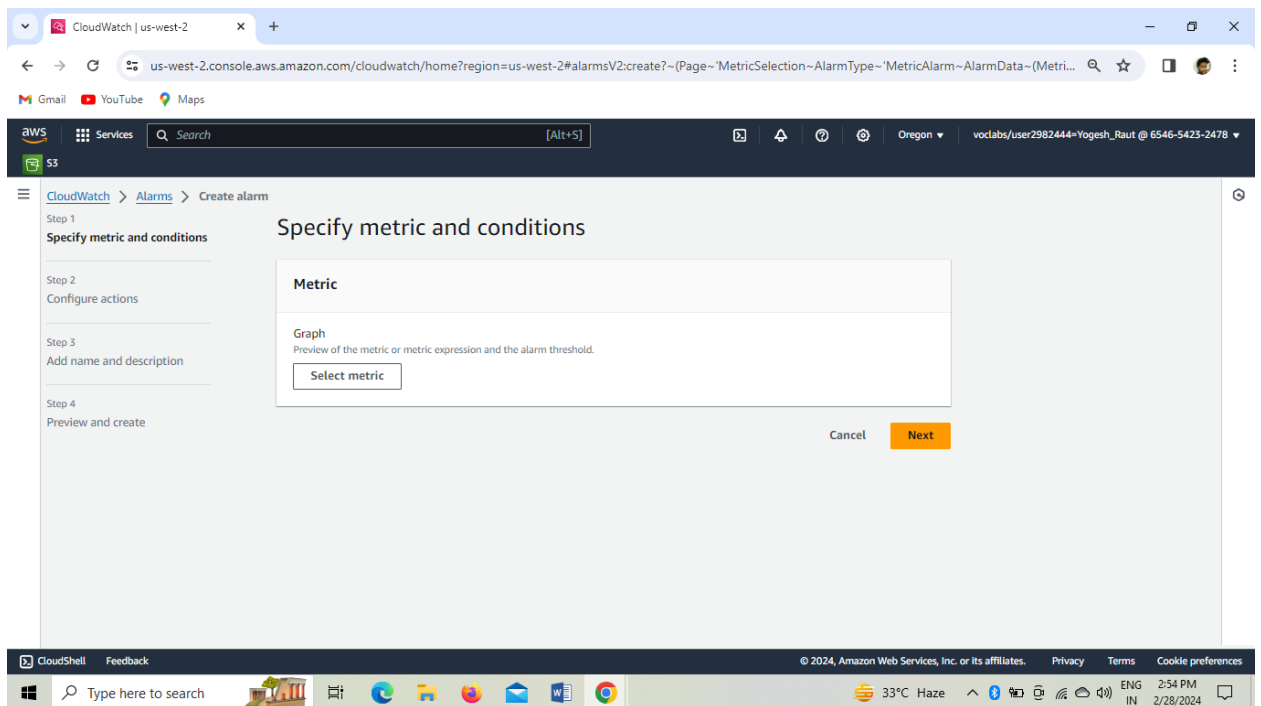 CloudWatch | us-west-2
us-west-2.console.aws.amazon.com/cloudwatch/home?region=us-west-2#alarmsV2:create?~(Page~'MetricSelection~AlarmType~'MetricAlarm~AlarmData~(Metri...
Gmail YouTube Maps
aws Services Search [Alt+S] Oregon voclabs/user2982444=Yogesh_Raut @ 6546-5423-2478
S3
CloudWatch > Alarms > Create alarm
Step 1
Specify metric and conditions
Step 2
Configure actions
Step 3
Add name and description
Step 4
Preview and create
Specify metric and conditions
Metric
Graph
Preview of the metric or metric expression and the alarm threshold.
Select metric
Cancel Next
CloudShell Feedback © 2024, Amazon Web Services, Inc. or its affiliates. Privacy Terms Cookie preferences
Type here to search 33°C Haze ENG 2:54 PM
IN 2/28/2024